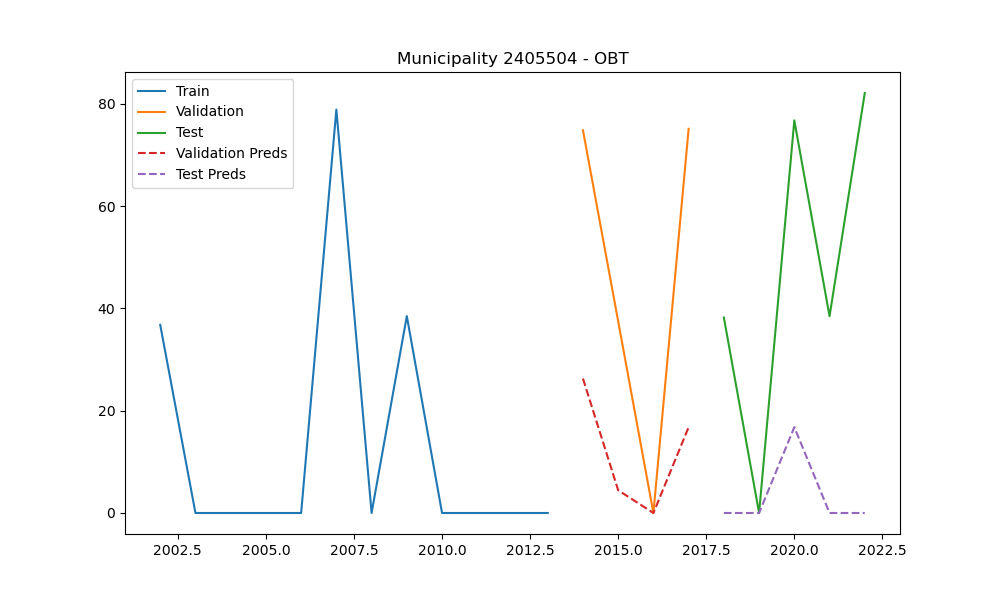 Municipality 2405504 - OBT
Train
Validation
Test
Validation Preds
Test Preds
80
60
40
20
0
2002.5 2005.0 2007.5 2010.0 2012.5 2015.0 2017.5 2020.0 2022.5